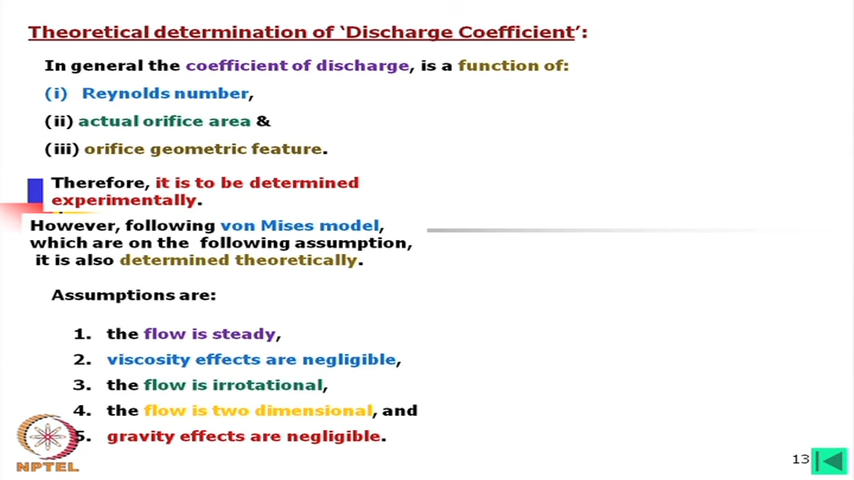 Theoretical determination of ‘Discharge Coefficient’:
In general the coefficient of discharge, is a function of:
(i) Reynolds number,
(ii) actual orifice area &
(iii) orifice geometric feature.
Therefore, it is to be determined
experimentally.
However, following von Mises model,
which are on the following assumption,
it is also determined theoretically.
Assumptions are:
1. the flow is steady,
2. viscosity effects are negligible,
3. the flow is irrotational,
4. the flow is two dimensional, and
5. gravity effects are negligible.
NPTEL
13